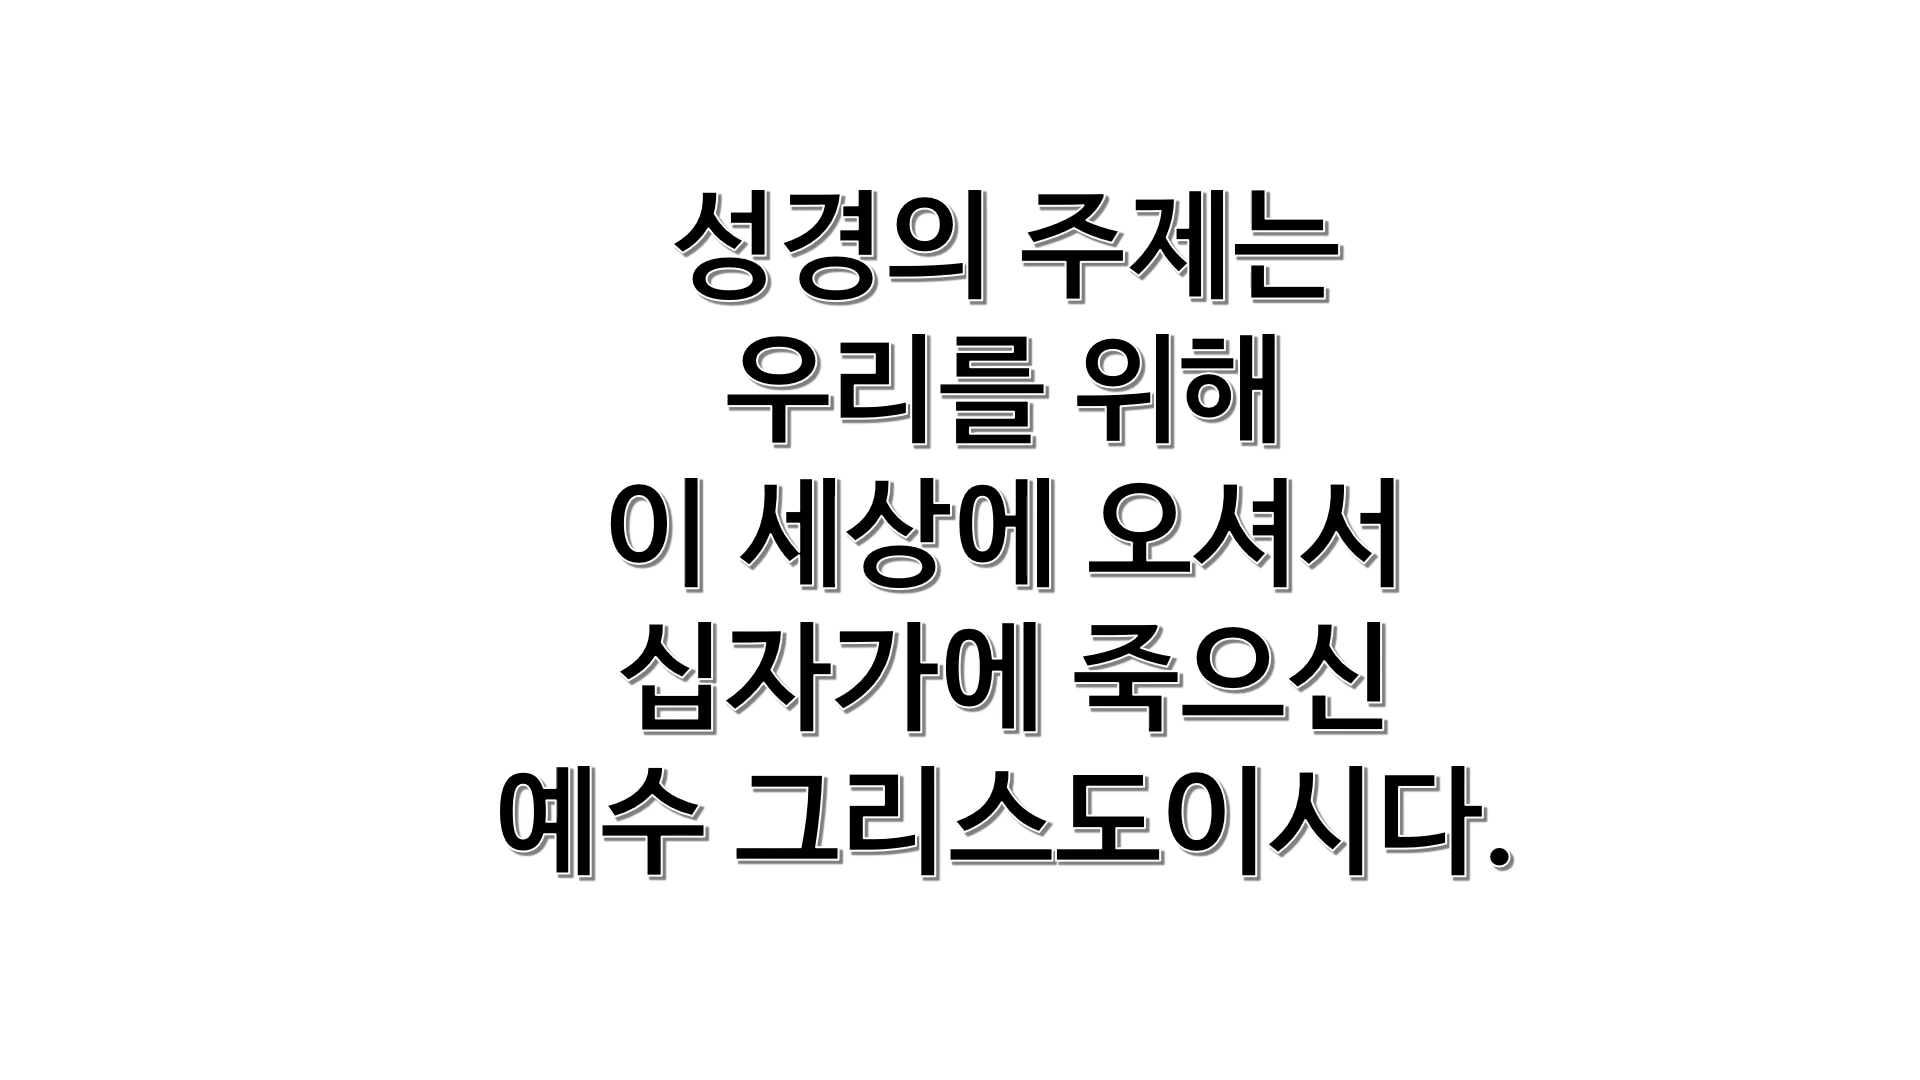 성경의 주제는
우리를 위해
이 세상에 오셔서
십자가에 죽으신
예수 그리스도이시다.